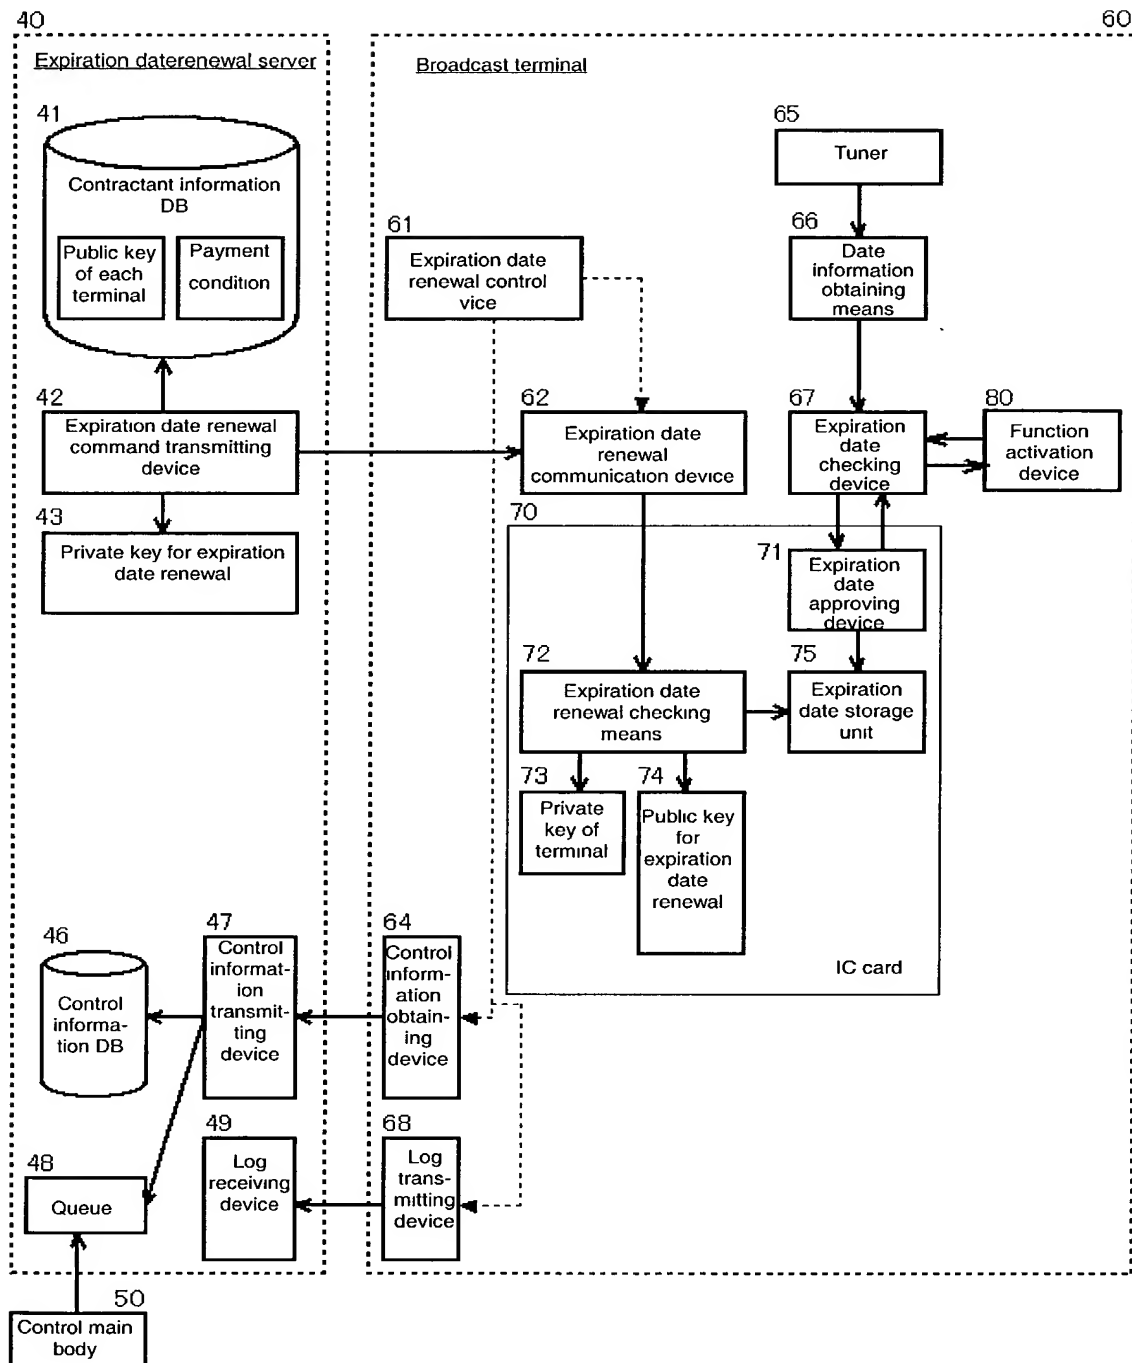 40
60
Expiration daterenewal server
Broadcast terminal
41
Contractant information
DB
Public key
of each
terminal
Payment
condition
65
Tuner
61
Expiration date
renewal control
vice
66
Date
information
obtaining
means
42
Expiration date renewal
command transmitting
device
62
Expiration date
renewal
communication device
67
Expiration
date
checking
device
80
Function
activation
device
43
Private key for expiration
date renewal
70
71
Expiration
date
approving
device
72
Expiration date
renewal checking
means
75
Expiration
date storage
unit
73
Private
key of
terminal
74
Public key
key for
expiration
date
renewal
IC card
46
Control
informa-
tion DB
47
Control
informat-
ion
transmit-
ting
device
64
Control
inform-
ation
obtain-
ing
device
48
Queue
49
Log
receiving
device
68
Log
trans-
mitting
device
50
Control main
body